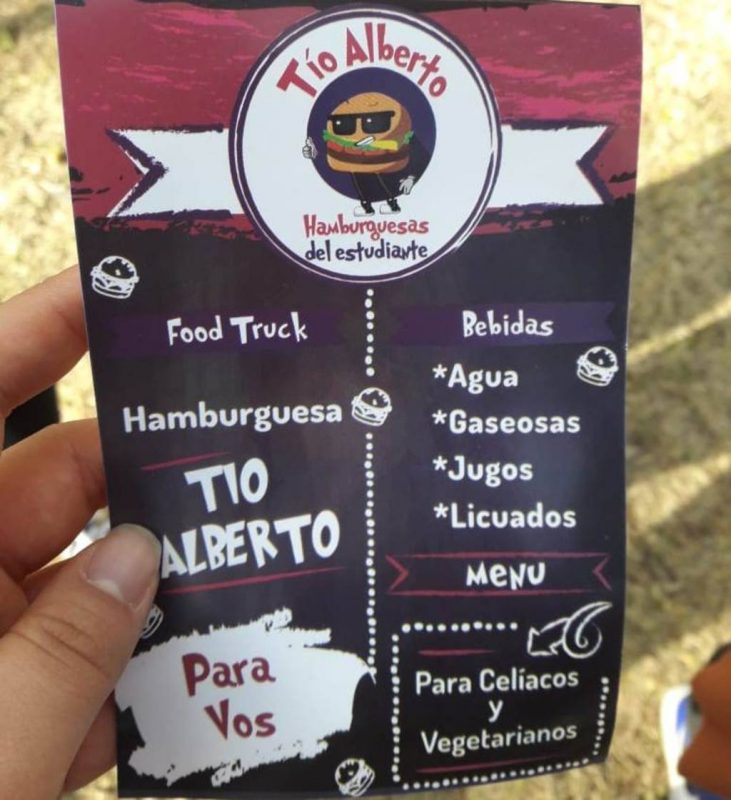 Tío Alberto
Hamburguesas
del estudiante
Food Truck
Hamburguesa
TIO
ALBERTO
Para
Vos
Bebidas
*Agua
*Gaseosas
*Jugos
*Licuados
MENU
Para Celíacos
y
Vegetarianos